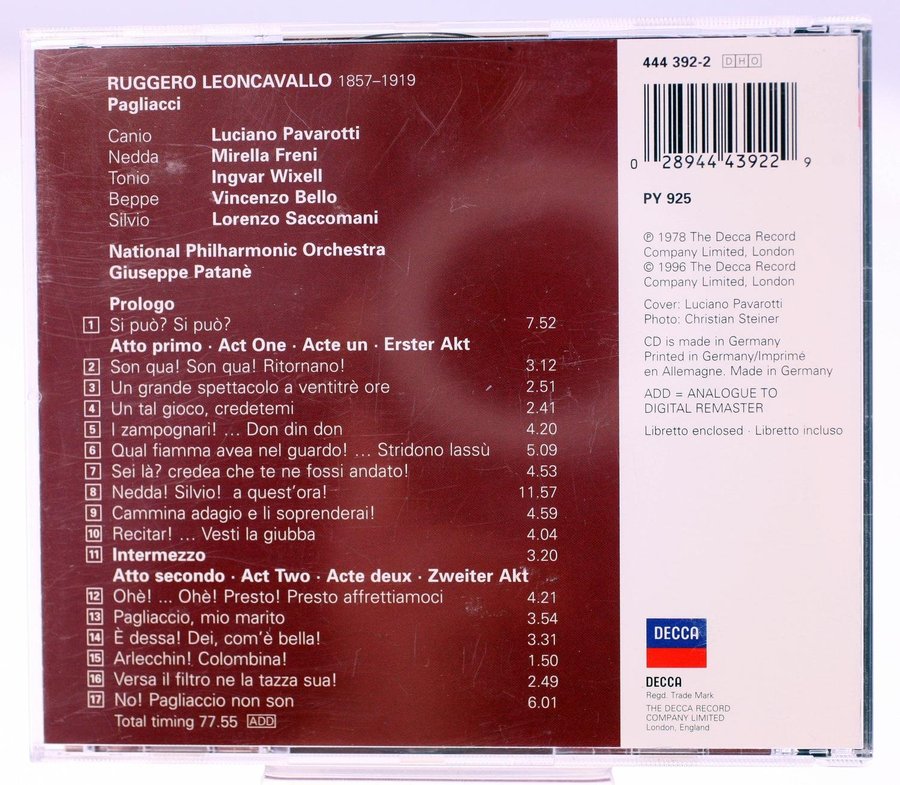 RUGGERO LEONCAVALLO 1857–1919
Pagliacci
Canio Luciano Pavarotti
Nedda Mirella Freni
Tonio Ingvar Wixell
Beppe Vincenzo Bello
Silvio Lorenzo Saccomani
National Philharmonic Orchestra
Giuseppe Patanè
Prologo
1 Si può? Si può? 7.52
Atto primo · Act One · Acte un · Erster Akt
2 Son qua! Son qua! Ritornano! 3.12
3 Un grande spettacolo a ventitrè ore 2.51
4 Un tal gioco, credetemi 2.41
5 I zampognari! ... Don din don 4.20
6 Qual fiamma avea nel guardo! ... Stridono lassù 5.09
7 Sei là? credea che te ne fossi andato! 4.53
8 Nedda! Silvio! a quest'ora! 11.57
9 Cammina adagio e li soprenderai! 4.59
10 Recitar! ... Vesti la giubba 4.04
11 Intermezzo 3.20
Atto secondo · Act Two · Acte deux · Zweiter Akt
12 Ohè! ... Ohè! Presto! Presto affrettiamoci 4.21
13 Pagliaccio, mio marito 3.54
14 È dessa! Dei, com'è bella! 3.31
15 Arlecchin! Colombina! 1.50
16 Versa il filtro ne la tazza sua! 2.49
17 No! Pagliaccio non son 6.01
Total timing 77.55 ADD
444 392-2 DHO
0 28944 43922 9
PY 925
℗ 1978 The Decca Record
Company Limited, London
© 1996 The Decca Record
Company Limited, London
Cover: Luciano Pavarotti
Photo: Christian Steiner
CD is made in Germany
Printed in Germany/Imprimé
en Allemagne. Made in Germany
ADD = ANALOGUE TO
DIGITAL REMASTER
Libretto enclosed · Libretto incluso
DECCA
DECCA
Regd. Trade Mark
THE DECCA RECORD
COMPANY LIMITED
London, England